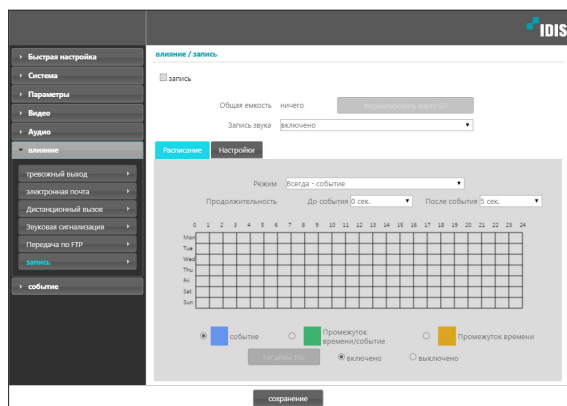 IDIS
Быстрая настройка
Система
Параметры
Видео
Аудио
влияние
тревожный выход
электронная почта
Дистанционный вызов
Звуковая сигнализация
Передача по FTP
запись
событие
влияние / запись
запись
Общая емкость ничего Форматировать карту SD
Запись звука включено
Расписание Настройки
Режим Всегда - событие
Продолжительность До события 0 сек. После события 5 сек.
0 1 2 3 4 5 6 7 8 9 10 11 12 13 14 15 16 17 18 19 20 21 22 23 24
Mon
Tue
Wed
Thu
Fri
Sat
Sun
событие Промежуток времени/событие Промежуток времени
включено выключено
сохранение